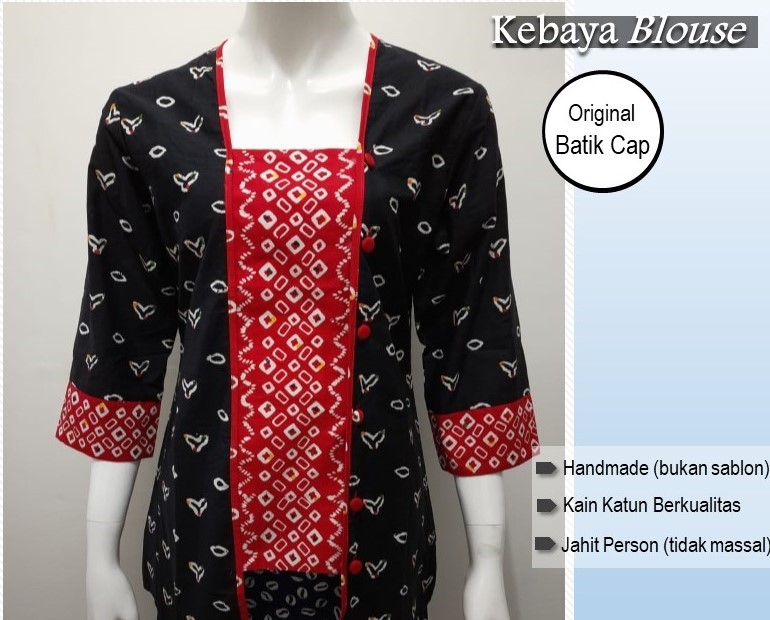 Kebaya Blouse
Original
Batik Cap
Handmade (bukan sablon)
Kain Katun Berkualitas
Jahit Person (tidak massal)